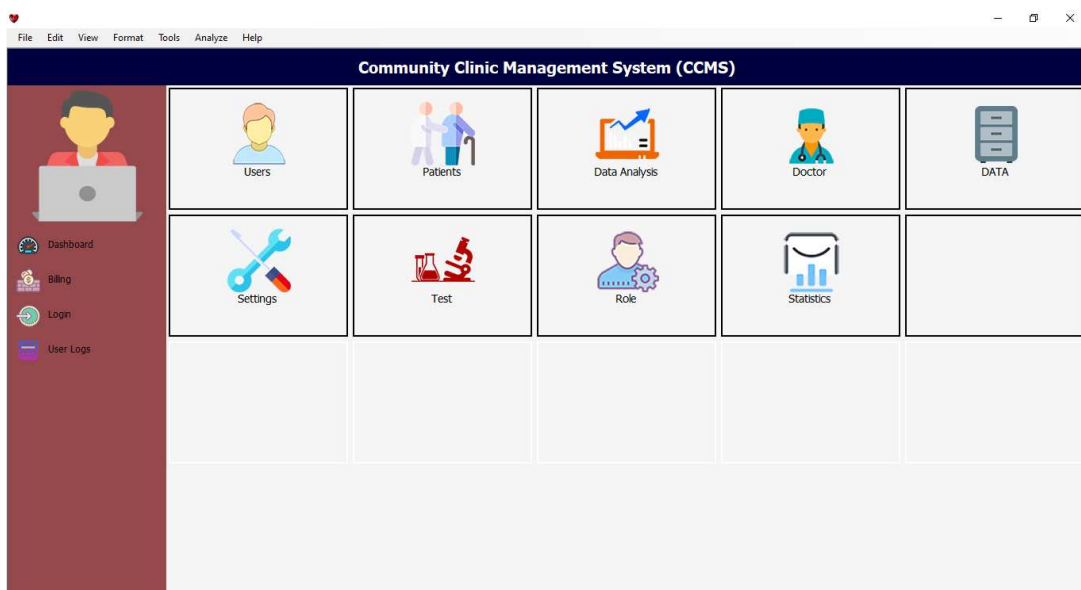 File Edit View Format Tools Analyze Help
Community Clinic Management System (CCMS)
Users
Patients
Data Analysis
Doctor
DATA
Dashboard
Billing
Login
User Logs
Settings
Test
Role
Statistics